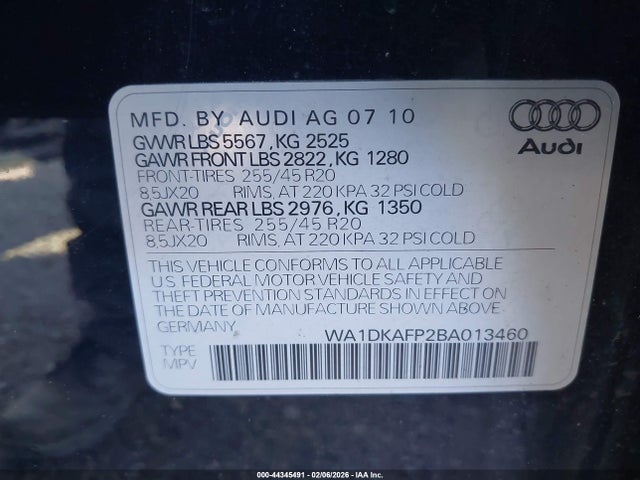 MFD. BY AUDI AG 07 10
GVWR LBS 5567, KG 2525
GAWR FRONT LBS 2822, KG 1280
FRONT-TIRES 255/45 R20
8,5JX20 RIMS, AT 220 KPA 32 PSI COLD
GAWR REAR LBS 2976, KG 1350
REAR-TIRES 255/45 R20
8,5JX20 RIMS, AT 220 KPA 32 PSI COLD
Audi
THIS VEHICLE CONFORMS TO ALL APPLICABLE
U.S. FEDERAL MOTOR VEHICLE SAFETY AND
THEFT PREVENTION STANDARDS IN EFFECT ON
THE DATE OF MANUFACTURE SHOWN ABOVE.
GERMANY
WA1DKAFP2BA013460
TYPE
MPV
000-44345491 - 02/06/2026 - IAA Inc.